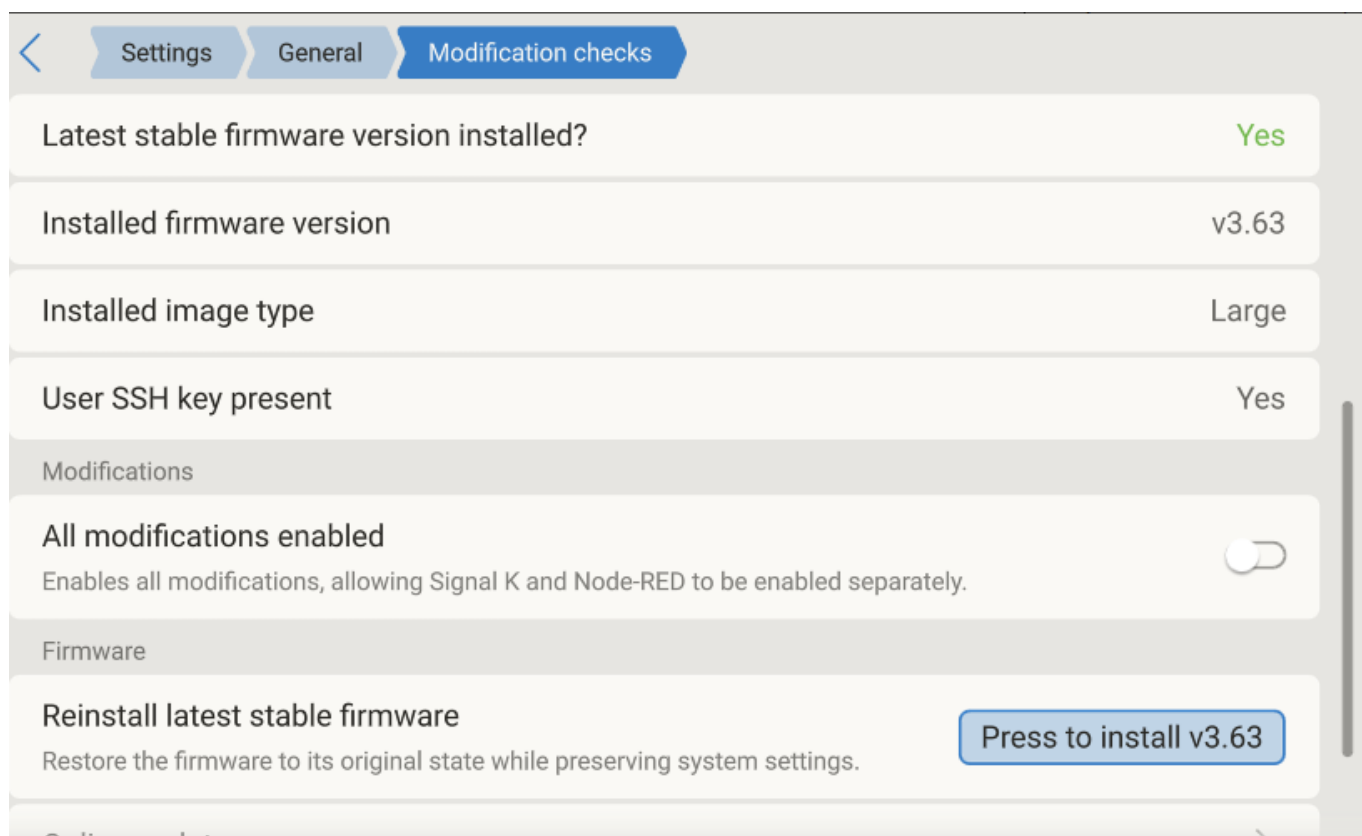 Settings
General
Modification checks
Latest stable firmware version installed?
Yes
Installed firmware version
v3.63
Installed image type
Large
User SSH key present
Yes
Modifications
All modifications enabled
Enables all modifications, allowing Signal K and Node-RED to be enabled separately.
Firmware
Reinstall latest stable firmware
Press to install v3.63
Restore the firmware to its original state while preserving system settings.